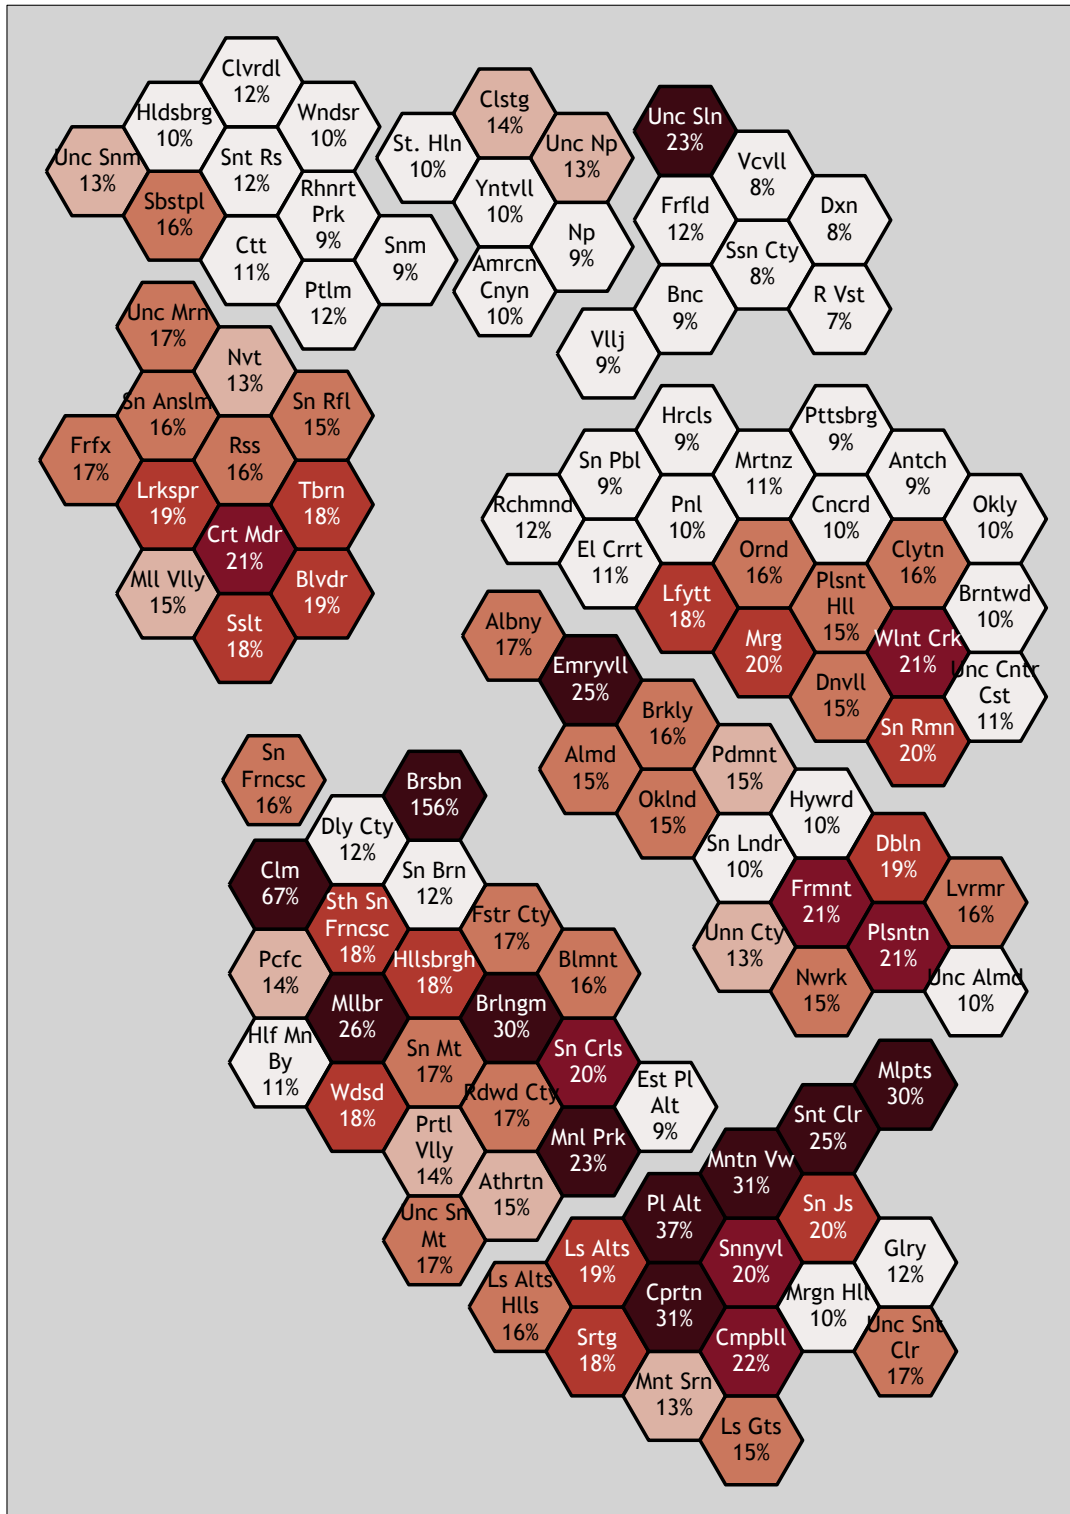 Clvrdl
12%
Hldsbrg
10%
Wndsr
10%
Unc Snm
13%
Snt Rs
12%
Sbstpl
16%
Rhnrt
Prk
9%
Ctt
11%
Snm
9%
Ptlm
12%
Clstg
14%
St. Hln
10%
Unc Np
13%
Yntvll
10%
Np
9%
Amrcn
Cnyn
10%
Unc Sln
23%
Vcvll
8%
Frfld
12%
Dxn
8%
Ssn Cty
8%
Bnc
9%
R Vst
7%
Vllj
9%
Unc Mrn
17%
Nvt
13%
Sn Anslm
16%
Sn Rfl
15%
Frfx
17%
Rss
16%
Lrkspr
19%
Tbrn
18%
Crt Mdr
21%
Mll Vlly
15%
Blvdr
19%
Sslt
18%
Hrcls
9%
Pttsbrg
9%
Sn Pbl
9%
Mrtnz
11%
Antch
9%
Rchmnd
12%
Pnl
10%
Cncrd
10%
Okly
10%
El Crrt
11%
Ornd
16%
Clytn
16%
Lfytt
18%
Plsnt
Hll
15%
Brntwd
10%
Mrg
20%
Wlnt Crk
21%
Dnvll
15%
Unc Cntr
Cst
11%
Sn Rmn
20%
Albny
17%
Emryvll
25%
Brkly
16%
Almd
15%
Pdmnt
15%
Oklnd
15%
Hywrd
10%
Sn Lndr
10%
Dbln
19%
Frmnt
21%
Lvrmr
16%
Unn Cty
13%
Plsntn
21%
Nwrk
15%
Unc Almd
10%
Sn
Frncsc
16%
Brsbn
156%
Dly Cty
12%
Clm
67%
Sn Brn
12%
Sth Sn
Frncsc
18%
Fstr Cty
17%
Pcfc
14%
Hllsbrgh
18%
Blmnt
16%
Mllbr
26%
Brlngm
30%
Hlf Mn
By
11%
Sn Mt
17%
Sn Crls
20%
Wdsd
18%
Rdwd Cty
17%
Est Pl
Alt
9%
Prtl
Vlly
14%
Mnl Prk
23%
Athrtn
15%
Unc Sn
Mt
17%
Mlpts
30%
Snt Clr
25%
Mntn Vw
31%
Pl Alt
37%
Sn Js
20%
Ls Alts
19%
Snnyvl
20%
Glry
12%
Ls Alts
Hlls
16%
Cprtn
31%
Mrgn Hll
10%
Srtg
18%
Cmpbll
22%
Unc Snt
Clr
17%
Mnt Srn
13%
Ls Gts
15%